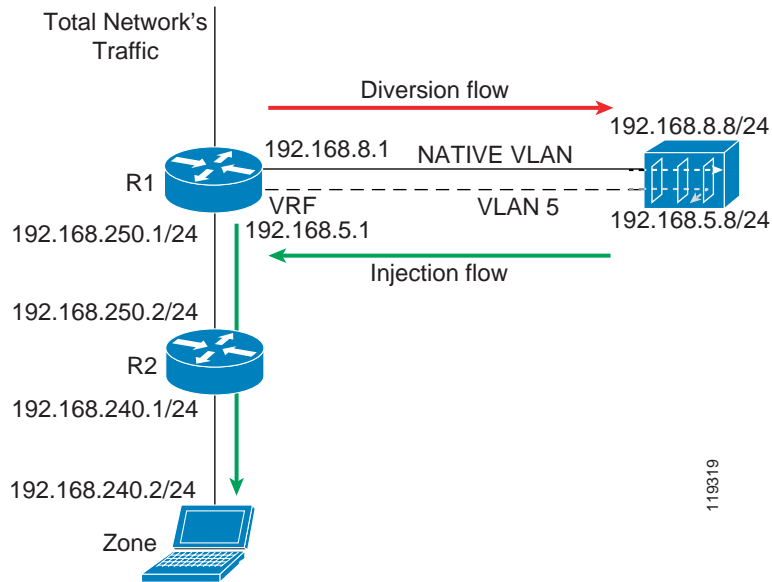 Total Network's
Traffic
Diversion flow
192.168.8.8/24
192.168.8.1
NATIVE VLAN
R1
VRF
VLAN 5
192.168.5.8/24
192.168.250.1/24
192.168.5.1
Injection flow
192.168.250.2/24
R2
192.168.240.1/24
192.168.240.2/24
Zone
119319